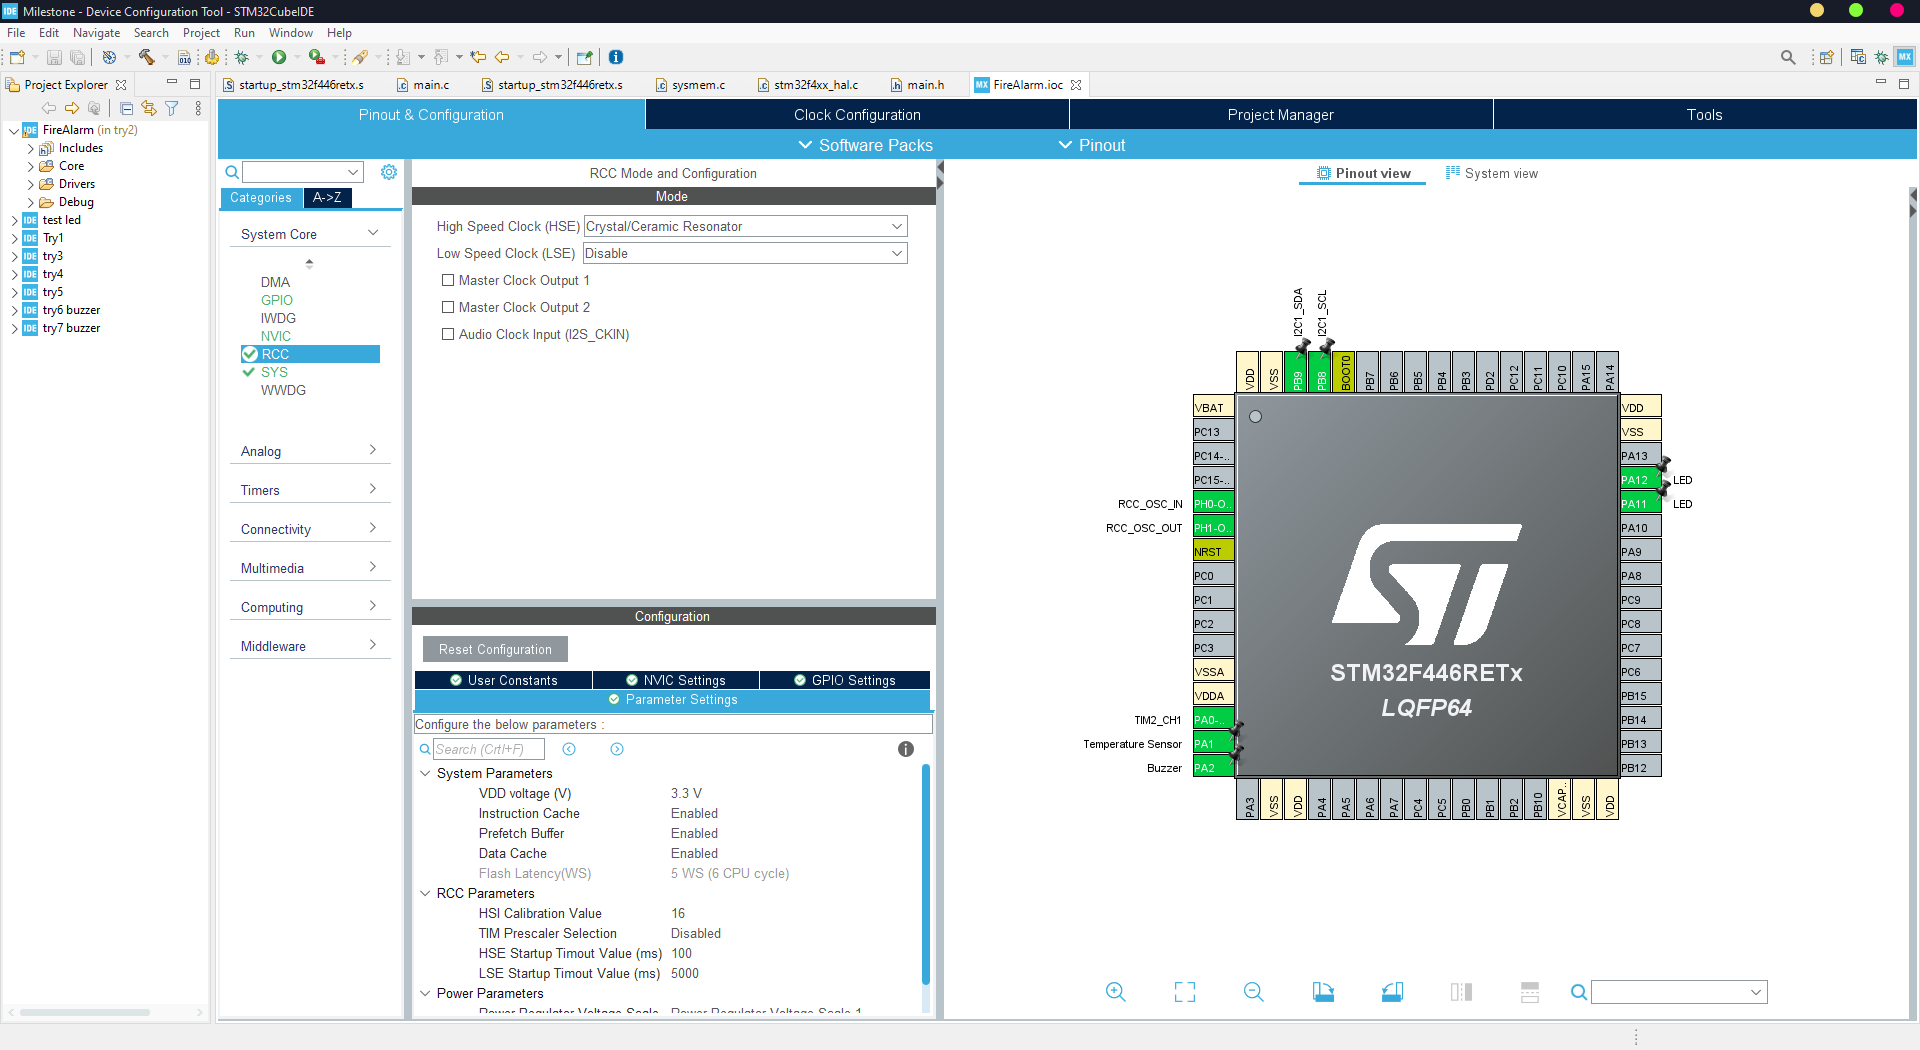 IDE Milestone - Device Configuration Tool - STM32CubeIDE
File Edit Navigate Search Project Run Window Help
Project Explorer
startup_stm32f446retx.s main.c startup_stm32f446retx.s sysmem.c stm32f4xx_hal.c main.h MX FireAlarm.ioc
FireAlarm (in try2)
Includes
Core
Drivers
Debug
test led
Try1
try3
try4
try5
try6 buzzer
try7 buzzer
Pinout & Configuration Clock Configuration Project Manager Tools
Software Packs Pinout
Categories A->Z
System Core
DMA
GPIO
IWDG
NVIC
RCC
SYS
WWDG
Analog
Timers
Connectivity
Multimedia
Computing
Middleware
RCC Mode and Configuration
Mode
High Speed Clock (HSE) Crystal/Ceramic Resonator
Low Speed Clock (LSE) Disable
Master Clock Output 1
Master Clock Output 2
Audio Clock Input (I2S_CKIN)
Configuration
Reset Configuration
User Constants NVIC Settings GPIO Settings
Parameter Settings
Configure the below parameters :
Search (Crtl+F)
System Parameters
VDD voltage (V) 3.3 V
Instruction Cache Enabled
Prefetch Buffer Enabled
Data Cache Enabled
Flash Latency(WS) 5 WS (6 CPU cycle)
RCC Parameters
HSI Calibration Value 16
TIM Prescaler Selection Disabled
HSE Startup Timout Value (ms) 100
LSE Startup Timout Value (ms) 5000
Power Parameters
Power Regulator Voltage Scale Power Regulator Voltage Scale 1
Pinout view System view
I2C1_SDA I2C1_SCL
VDD VSS PB9 PB8 BOOT0 PB7 PB6 PB5 PB4 PB3 PD2 PC12 PC11 PC10 PA15 PA14
VBAT
PC13
PC14-..
PC15-..
RCC_OSC_IN PH0-O..
RCC_OSC_OUT PH1-O..
NRST
PC0
PC1
PC2
PC3
VSSA
VDDA
TIM2_CH1 PA0-..
Temperature Sensor PA1
Buzzer PA2
STM32F446RETx
LQFP64
VDD
VSS
PA13
PA12 LED
PA11 LED
PA10
PA9
PA8
PC9
PC8
PC7
PC6
PB15
PB14
PB13
PB12
PA3 VSS VDD PA4 PA5 PA6 PA7 PC4 PC5 PB0 PB1 PB2 PB10 VCAP.. VSS VDD